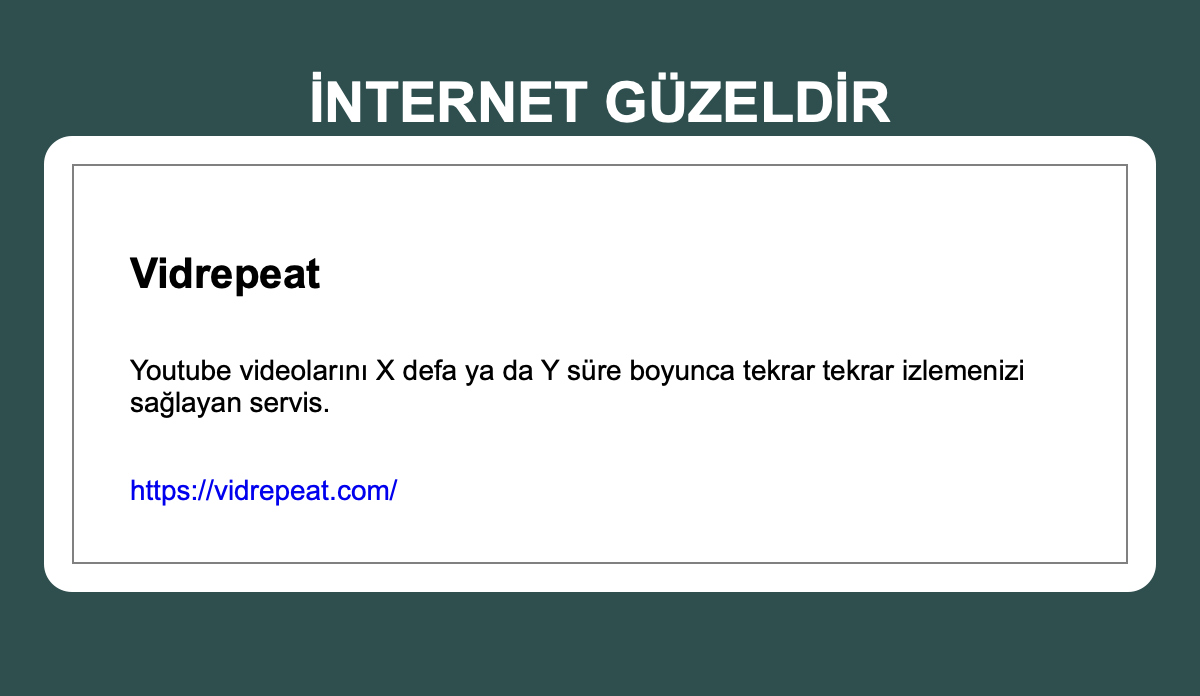 İNTERNET GÜZELDİR
Vidrepeat
Youtube videolarını X defa ya da Y süre boyunca tekrar tekrar izlemenizi
sağlayan servis.
https://vidrepeat.com/